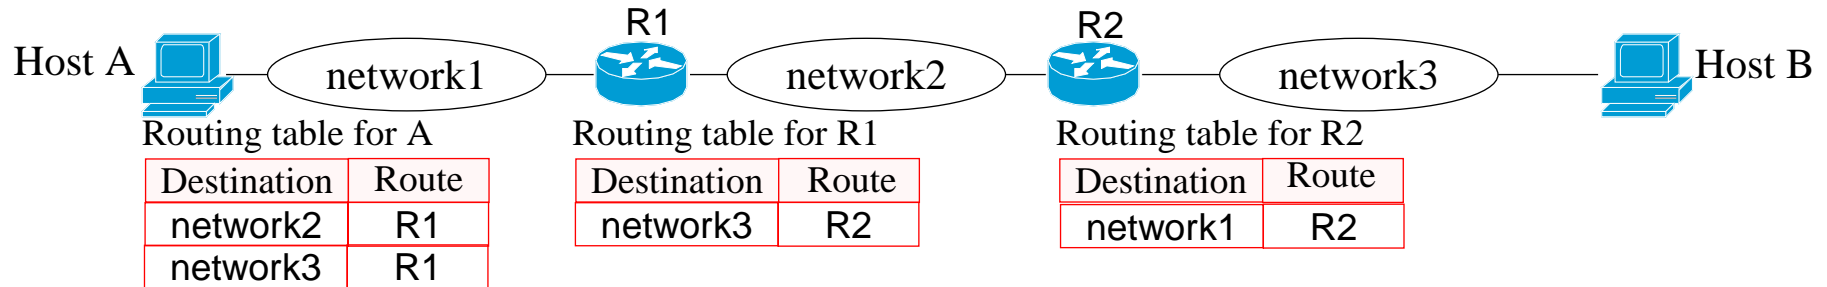 R1
R2
Host A
network1
network2
network3
Host B
Routing table for A
Routing table for R1
Routing table for R2
Destination Route
network2 R1
network3 R1
Destination Route
network3 R2
Destination Route
network1 R2